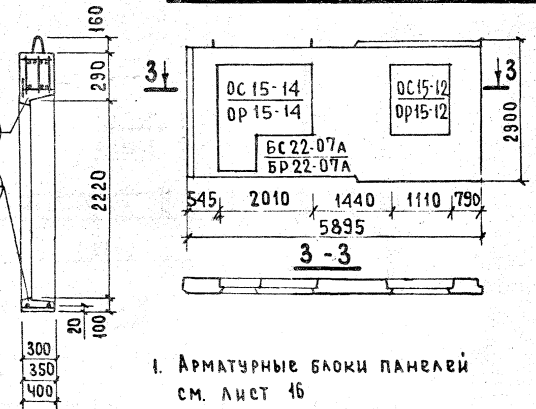 160
290
2220
20
100
300
350
400
3
3
ОС 15-14
ОР 15-14
ОС 15-12
ОР 15-12
БС 22-07А
БР 22-07А
2900
545
2010
1440
1110
790
5895
3 - 3
1. Арматурные блоки панелей
см. лист 16